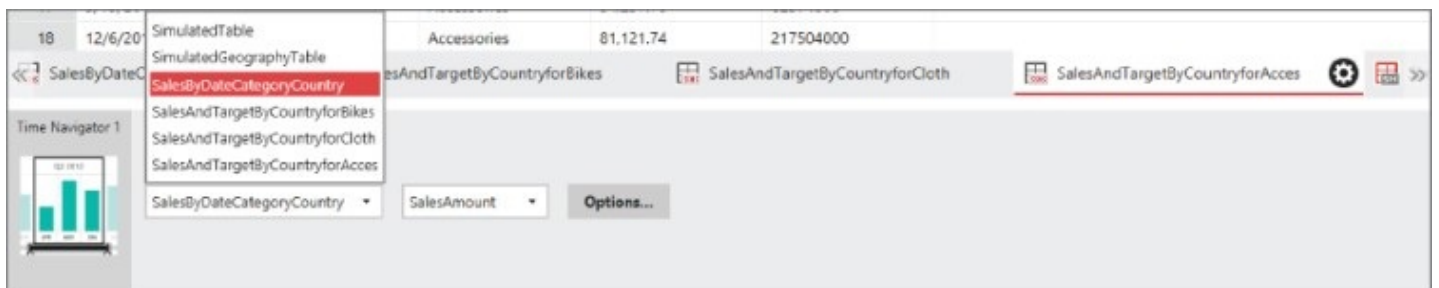 18 12/6/20 Accessories 81,121.74 217504000
SimulatedTable
SimulatedGeographyTable
SalesByDateCategoryCountry
SalesAndTargetByCountryforBikes
SalesAndTargetByCountryforCloth
SalesAndTargetByCountryforAcces
SalesByDateC esAndTargetByCountryforBikes SalesAndTargetByCountryforCloth SalesAndTargetByCountryforAcces
Time Navigator 1
SalesByDateCategoryCountry SalesAmount Options...